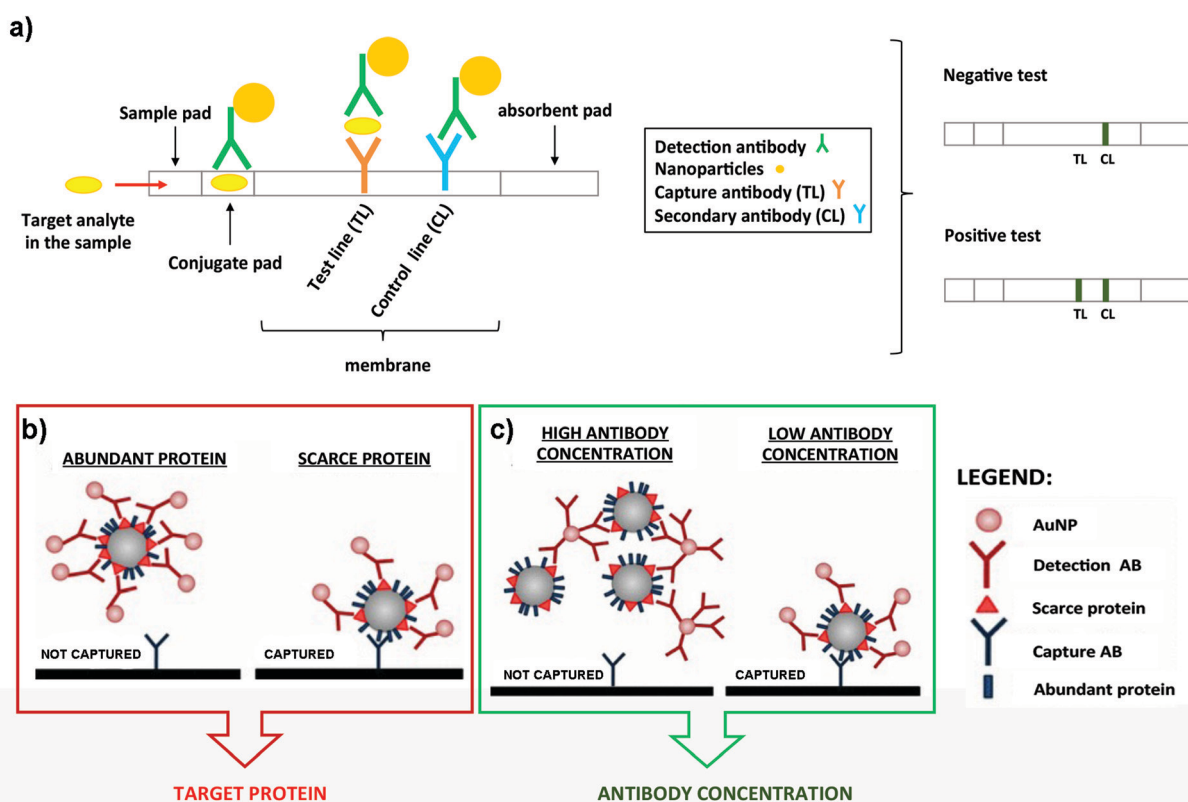 a)
Sample pad
absorbent pad
Target analyte
in the sample
Conjugate pad
Test line (TL)
Control line (CL)
membrane
Detection antibody
Nanoparticles
Capture antibody (TL)
Secondary antibody (CL)
Negative test
TL CL
Positive test
TL CL
b)
ABUNDANT PROTEIN
SCARCE PROTEIN
NOT CAPTURED
CAPTURED
TARGET PROTEIN
c)
HIGH ANTIBODY
CONCENTRATION
LOW ANTIBODY
CONCENTRATION
NOT CAPTURED
CAPTURED
ANTIBODY CONCENTRATION
LEGEND:
AuNP
Detection AB
Scarce protein
Capture AB
Abundant protein